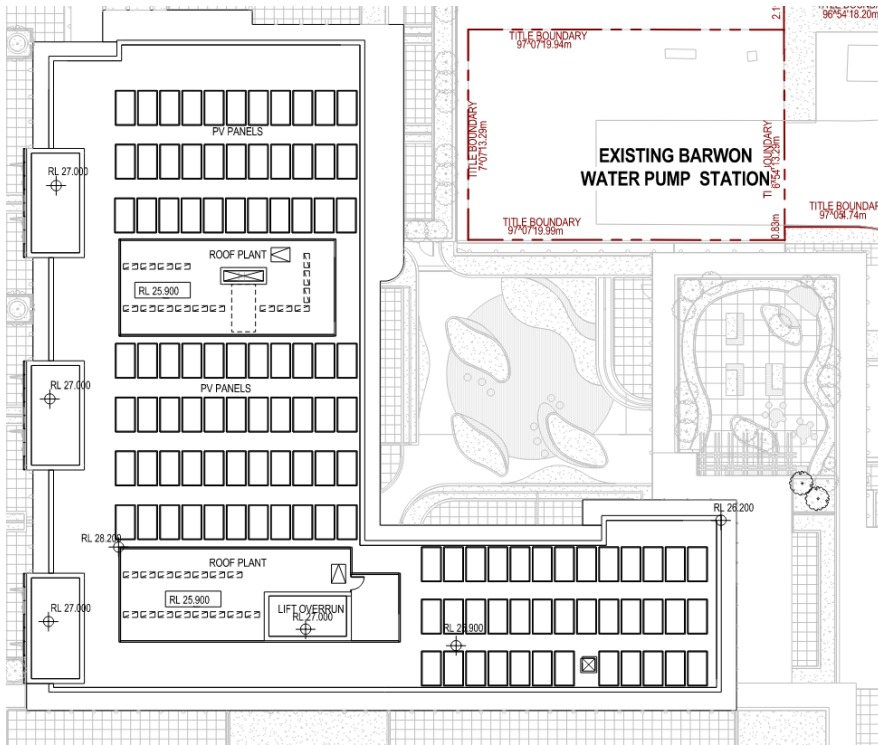 TITLE BOUNDARY
96°54'18.20m
2.1
TITLE BOUNDARY
97°07'19.94m
PV PANELS
TITLE BOUNDARY
7°07'13.29m
EXISTING BARWON
WATER PUMP STATION
BOUNDARY
6°54'13.29m
RL 27.000
TITLE BOUNDARY
TITLE BOUNDARY
97°07'19.99m
0.83m
ROOF PLANT
RL 25.900
RL 27.000
PV PANELS
RL 26.200
RL 28.200
ROOF PLANT
RL 25.900
LIFT OVERRUN
RL 27.000
RL 27.000
RL 25.900